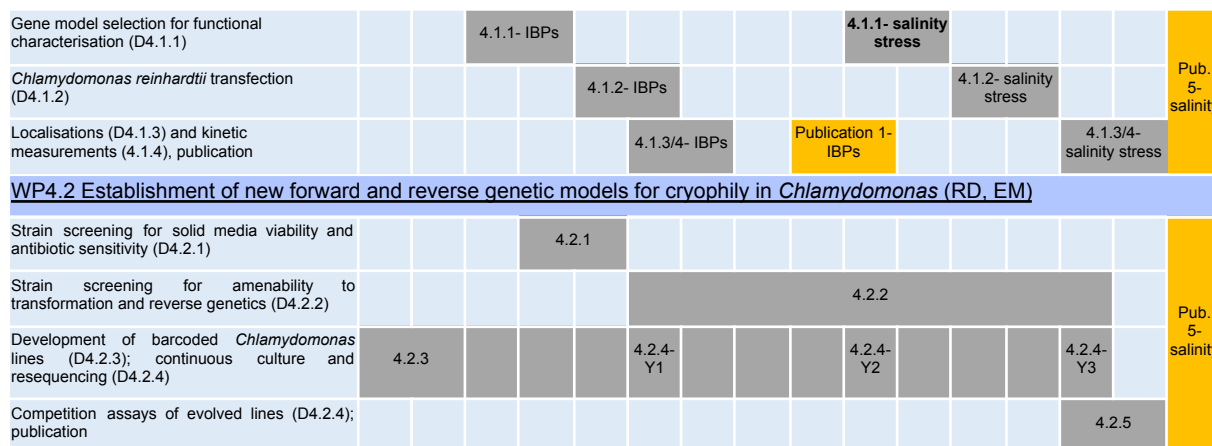 Gene model selection for functional
characterisation (D4.1.1)
4.1.1- IBPs
4.1.1- salinity
stress
Chlamydomonas reinhardtii transfection
(D4.1.2)
4.1.2- IBPs
4.1.2- salinity
stress
Pub.
5-
salinit
Localisations (D4.1.3) and kinetic
measurements (4.1.4), publication
4.1.3/4- IBPs
Publication 1-
IBPs
4.1.3/4-
salinity stress
WP4.2 Establishment of new forward and reverse genetic models for cryophily in Chlamydomonas (RD, EM)
Strain screening for solid media viability and
antibiotic sensitivity (D4.2.1)
4.2.1
Strain screening for amenability to
transformation and reverse genetics (D4.2.2)
4.2.2
Pub.
5-
salinit
Development of barcoded Chlamydomonas
lines (D4.2.3); continuous culture and
resequencing (D4.2.4)
4.2.3
4.2.4-
Y1
4.2.4-
Y2
4.2.4-
Y3
Competition assays of evolved lines (D4.2.4);
publication
4.2.5